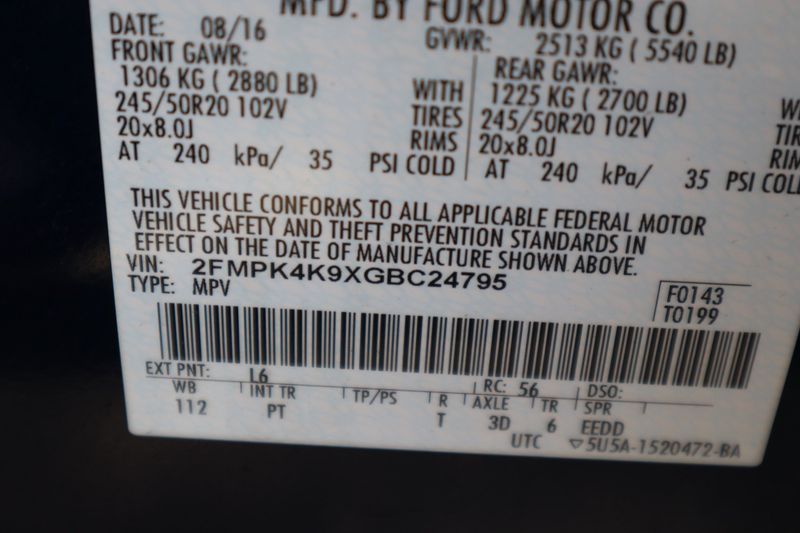 MFD. BY FORD MOTOR CO.
DATE: 08/16 GVWR: 2513 KG ( 5540 LB)
FRONT GAWR: REAR GAWR:
1306 KG ( 2880 LB) WITH 1225 KG ( 2700 LB)
245/50R20 102V TIRES 245/50R20 102V
20x8.0J RIMS 20x8.0J
AT 240 kPa/ 35 PSI COLD AT 240 kPa/ 35 PSI COLD
THIS VEHICLE CONFORMS TO ALL APPLICABLE FEDERAL MOTOR
VEHICLE SAFETY AND THEFT PREVENTION STANDARDS IN
EFFECT ON THE DATE OF MANUFACTURE SHOWN ABOVE.
VIN: 2FMPK4K9XGBC24795
TYPE: MPV
F0143
T0199
EXT PNT: L6 RC: 56 DSO:
WB INT TR TP/PS R AXLE TR SPR
112 PT T 3D 6 EEDD
UTC ▽5U5A-1520472-BA